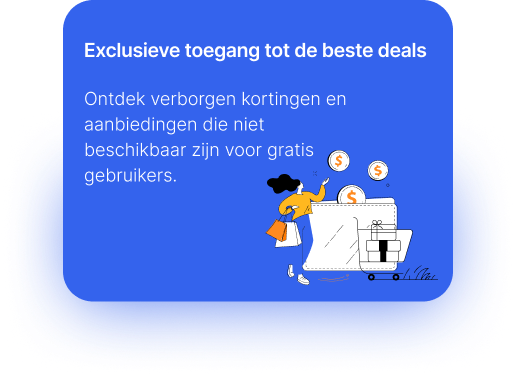 Exclusieve toegang tot de beste deals
Ontdek verborgen kortingen en
aanbiedingen die niet
beschikbaar zijn voor gratis
gebruikers.
$
$
$